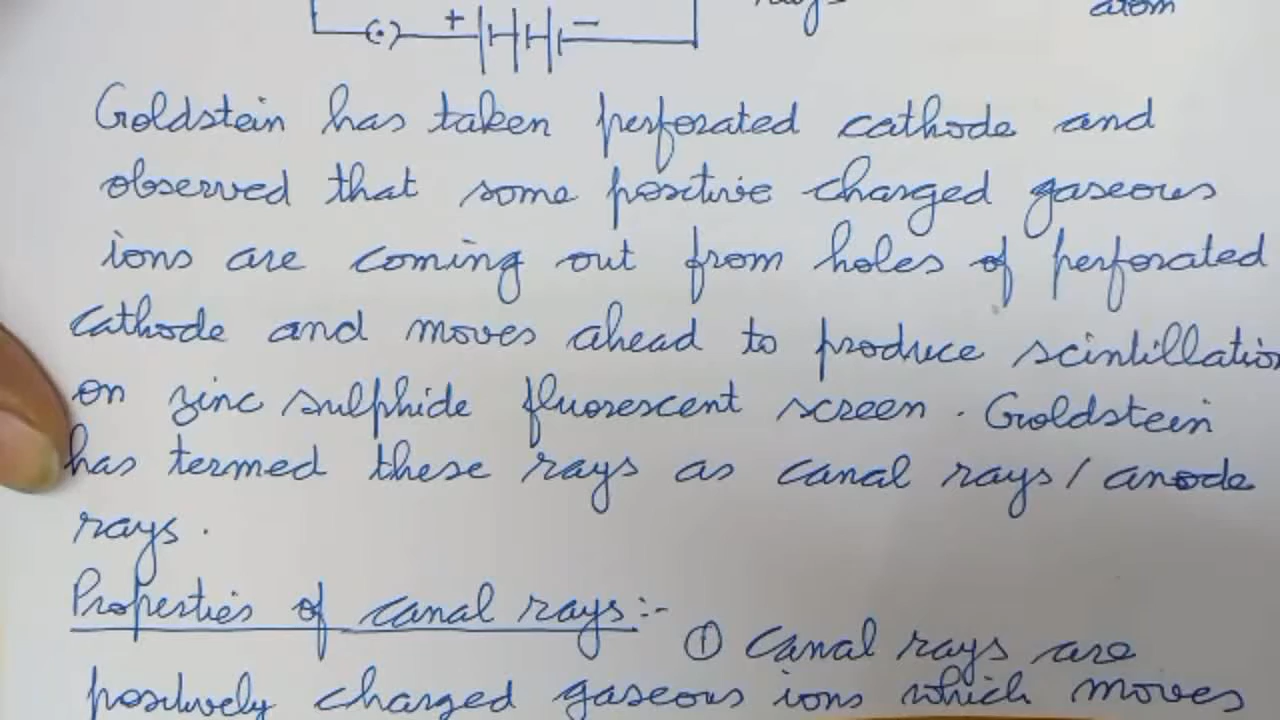 rays atom
+ −
Goldstein has taken perforated cathode and
observed that some positive charged gaseous
ions are coming out from holes of perforated
cathode and moves ahead to produce scintillation
on zinc sulphide fluorescent screen. Goldstein
has termed these rays as canal rays / anode
rays.
Properties of canal rays:-
① Canal rays are
positively charged gaseous ions which moves